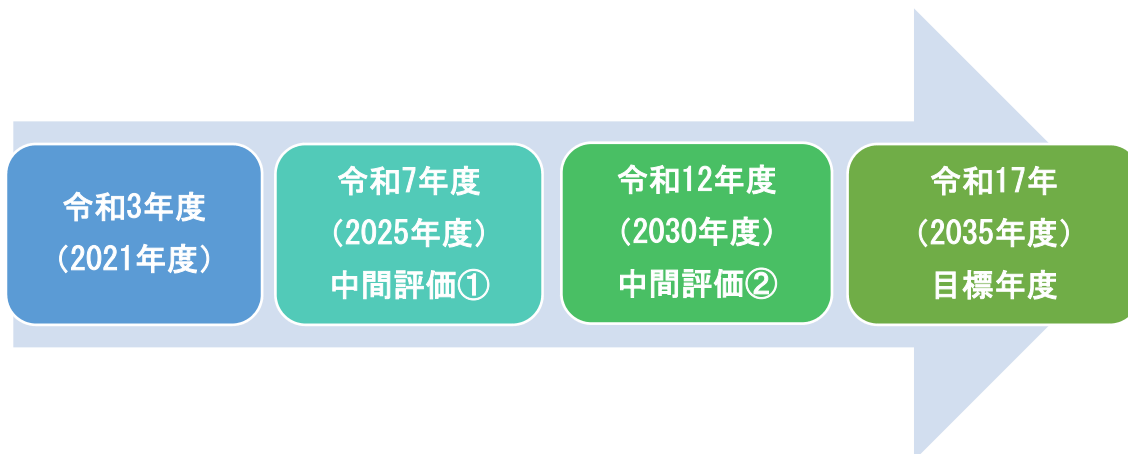 令和3年度
（2021年度）
令和7年度
（2025年度）
中間評価①
令和12年度
（2030年度）
中間評価②
令和17年
（2035年度）
目標年度